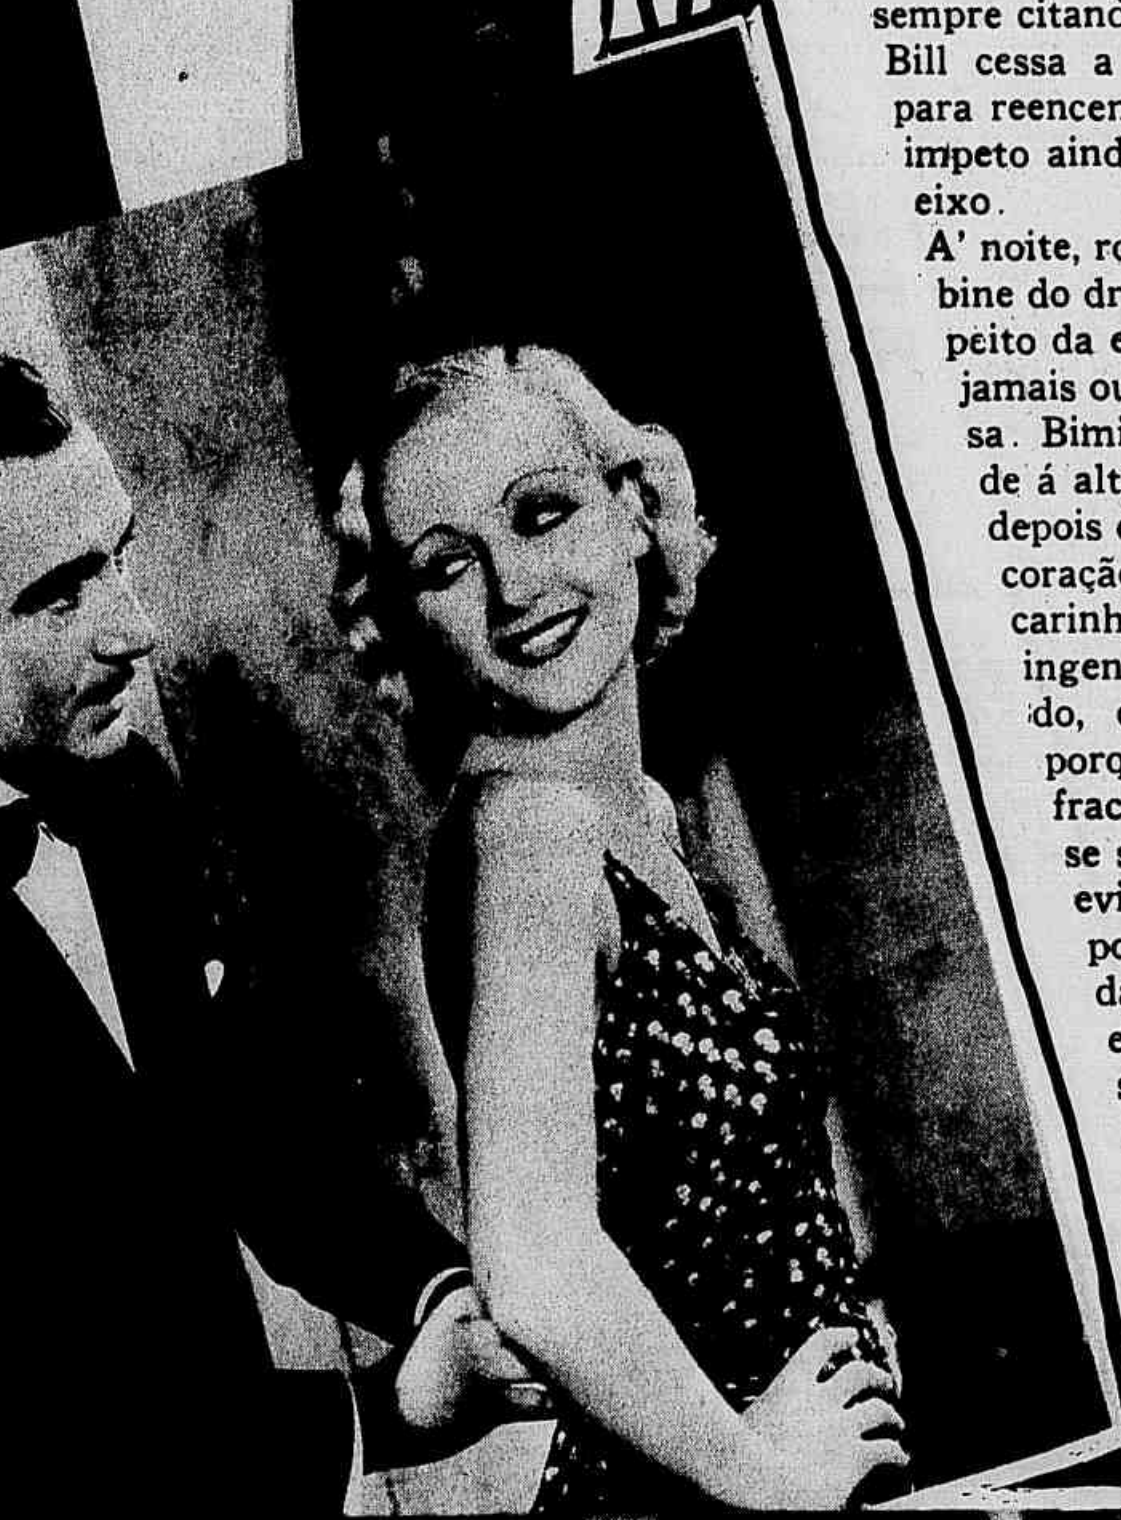 sempre citand
Bill cessa a
para reencen
impeto aind
eixo.
A' noite, ro
bine do dr
peito da e
jamais ou
sa. Bimi
de á alt
depois
coraçã
carinh
ingen
do,
porq
frac
se s
evi
po
da
e
s